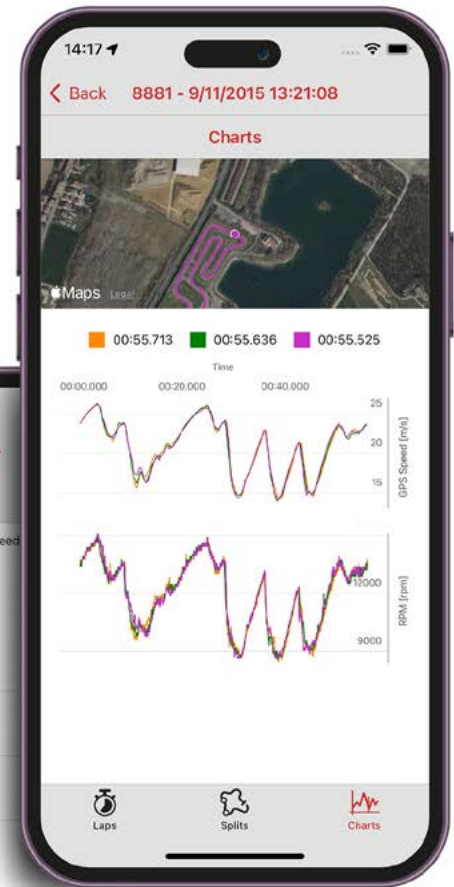 14:17
Back 8881 - 9/11/2015 13:21:08
Charts
Maps Legal
00:55.713 00:55.636 00:55.525
Time
00:00.000 00:20.000 00:40.000
25
20
15
GPS Speed [m/s]
12000
9000
RPM [rpm]
eed
Laps Splits Charts